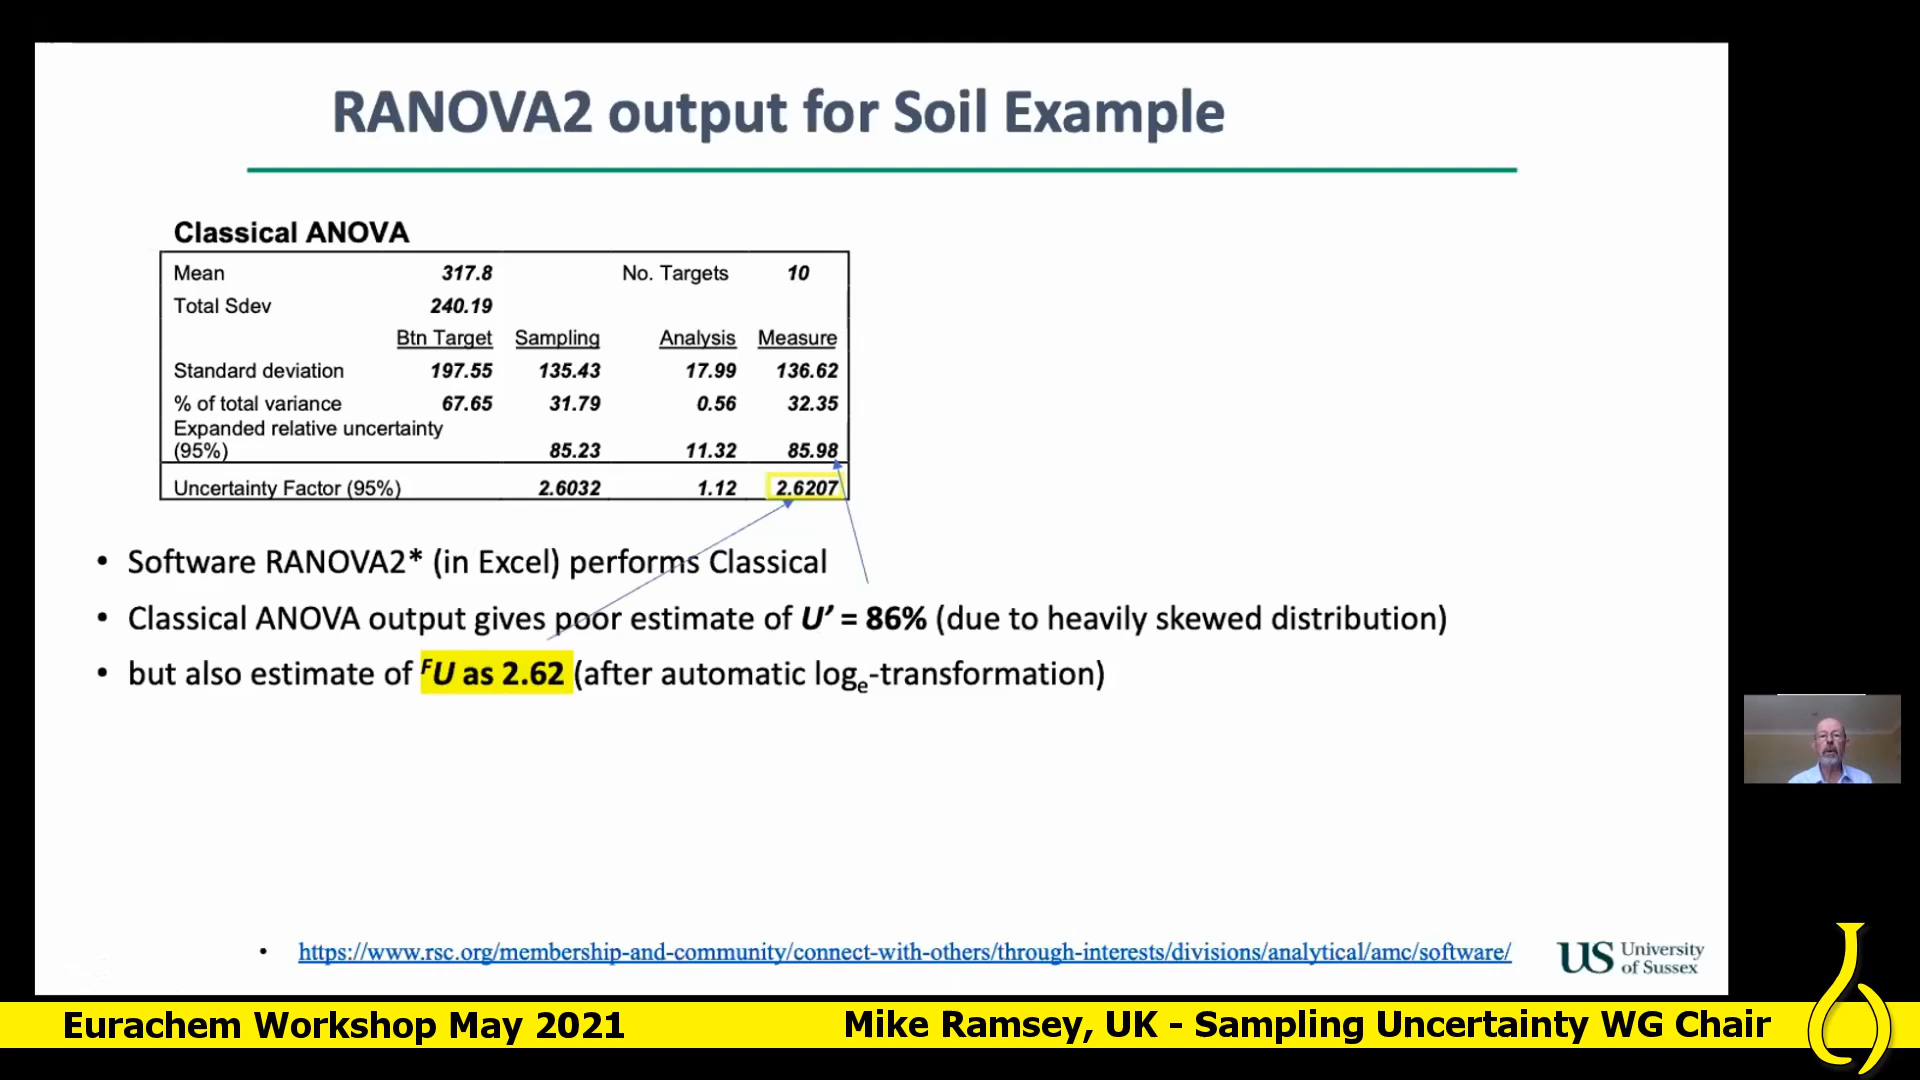 RANOVA2 output for Soil Example
Classical ANOVA
Mean 317.8 No. Targets 10
Total Sdev 240.19
Btn Target Sampling Analysis Measure
Standard deviation 197.55 135.43 17.99 136.62
% of total variance 67.65 31.79 0.56 32.35
Expanded relative uncertainty
(95%) 85.23 11.32 85.98
Uncertainty Factor (95%) 2.6032 1.12 2.6207
• Software RANOVA2* (in Excel) performs Classical
• Classical ANOVA output gives poor estimate of U’ = 86% (due to heavily skewed distribution)
• but also estimate of FU as 2.62 (after automatic loge-transformation)
• https://www.rsc.org/membership-and-community/connect-with-others/through-interests/divisions/analytical/amc/software/
US University
of Sussex
Eurachem Workshop May 2021 Mike Ramsey, UK - Sampling Uncertainty WG Chair